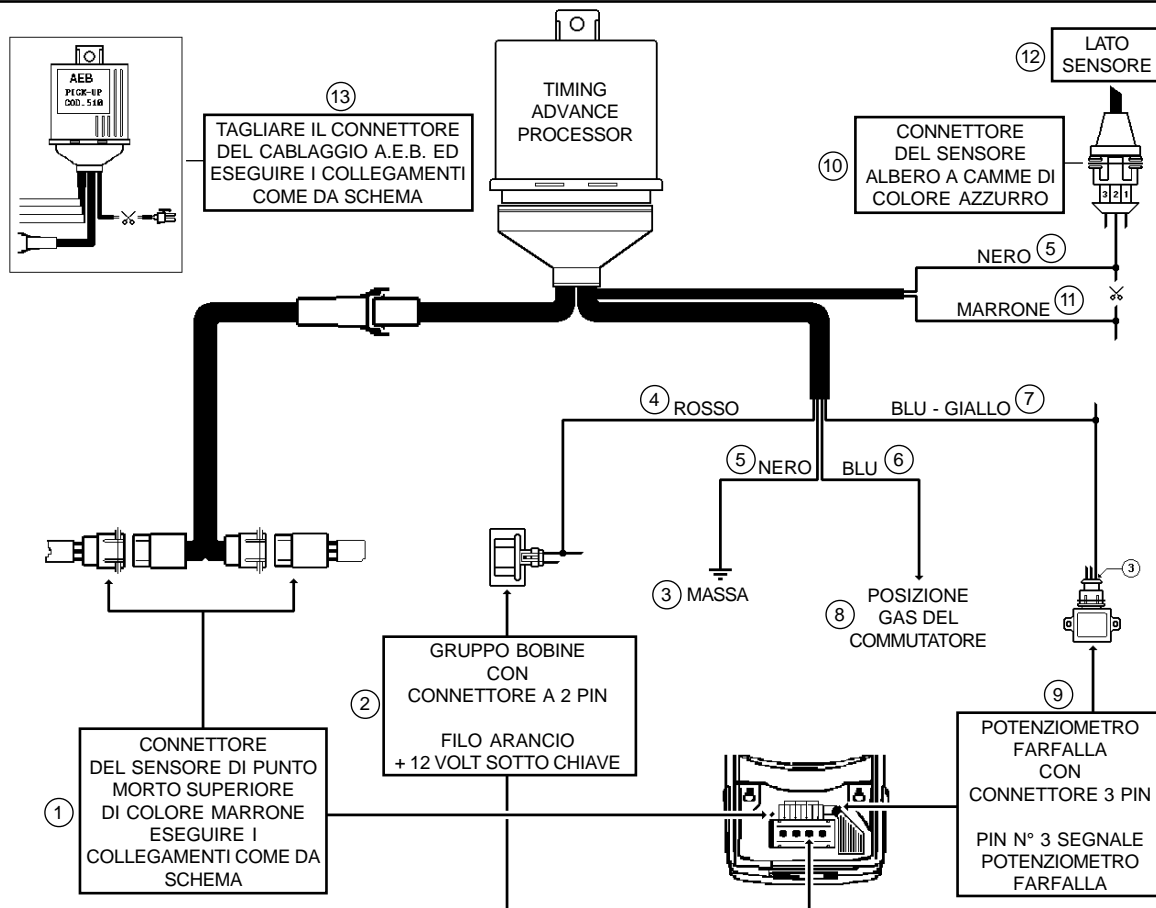 AEB
PICK-UP
COD. 510
13
TAGLIARE IL CONNETTORE
DEL CABLAGGIO A.E.B. ED
ESEGUIRE I COLLEGAMENTI
COME DA SCHEMA
TIMING
ADVANCE
PROCESSOR
12
LATO
SENSORE
10
CONNETTORE
DEL SENSORE
ALBERO A CAMME DI
COLORE AZZURRO
3 2 1
NERO 5
MARRONE 11
4 ROSSO
BLU - GIALLO 7
5 NERO
BLU 6
3 MASSA
8
POSIZIONE
GAS DEL
COMMUTATORE
3
2
GRUPPO BOBINE
CON
CONNETTORE A 2 PIN
FILO ARANCIO
+ 12 VOLT SOTTO CHIAVE
9
POTENZIOMETRO
FARFALLA
CON
CONNETTORE 3 PIN
PIN N° 3 SEGNALE
POTENZIOMETRO
FARFALLA
1
CONNETTORE
DEL SENSORE DI PUNTO
MORTO SUPERIORE
DI COLORE MARRONE
ESEGUIRE I
COLLEGAMENTI COME DA
SCHEMA